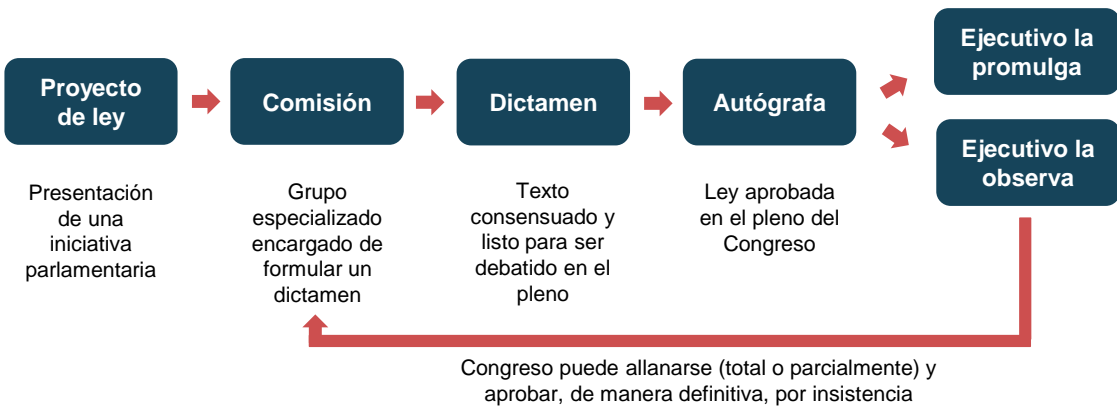 Proyecto
de ley
Comisión
Dictamen
Autógrafa
Ejecutivo la
promulga
Ejecutivo la
observa
Presentación
de una
iniciativa
parlamentaria
Grupo
especializado
encargado de
formular un
dictamen
Texto
consensuado y
listo para ser
debatido en el
pleno
Ley aprobada
en el pleno del
Congreso
Congreso puede allanarse (total o parcialmente) y
aprobar, de manera definitiva, por insistencia